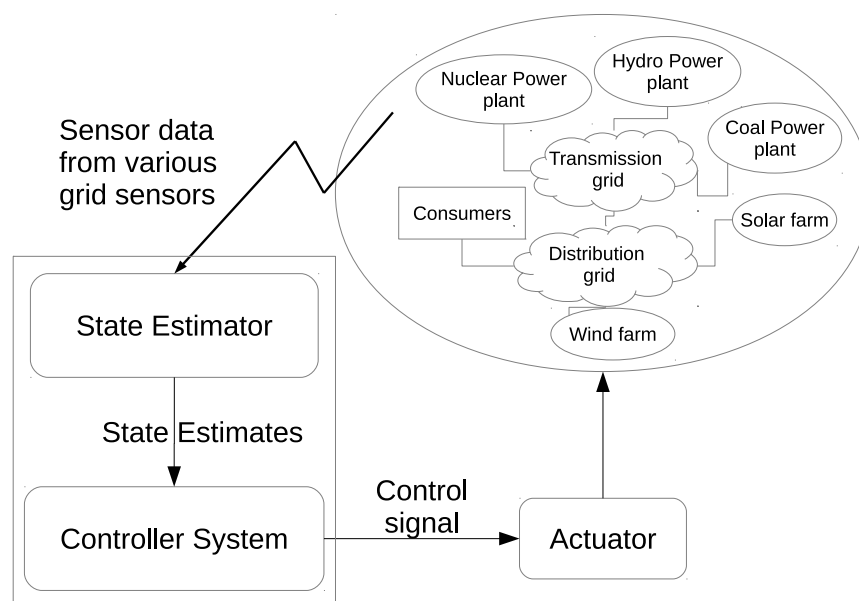 Hydro Power
plant
Nuclear Power
plant
Coal Power
plant
Sensor data
from various
grid sensors
Transmission
grid
Consumers
Solar farm
Distribution
grid
Wind farm
State Estimator
State Estimates
Controller System
Control
signal
Actuator